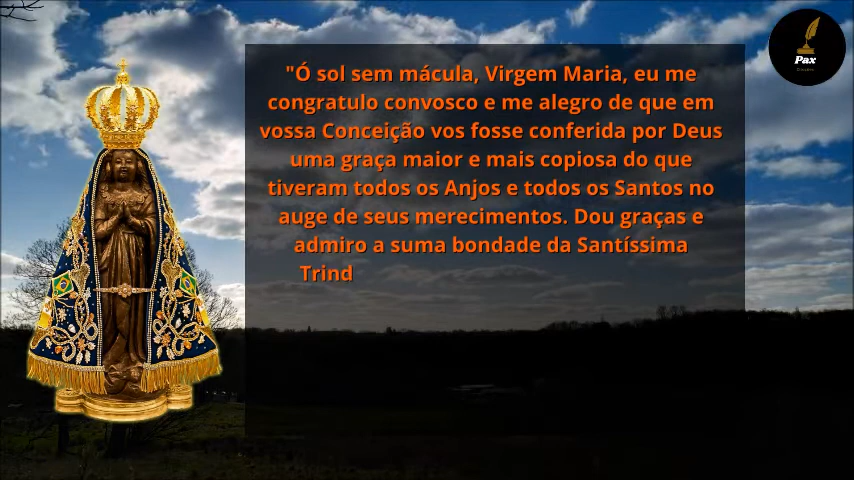 "Ó sol sem mácula, Virgem Maria, eu me
congratulo convosco e me alegro de que em
vossa Conceição vos fosse conferida por Deus
uma graça maior e mais copiosa do que
tiveram todos os Anjos e todos os Santos no
auge de seus merecimentos. Dou graças e
admiro a suma bondade da Santíssima
Trind
Pax